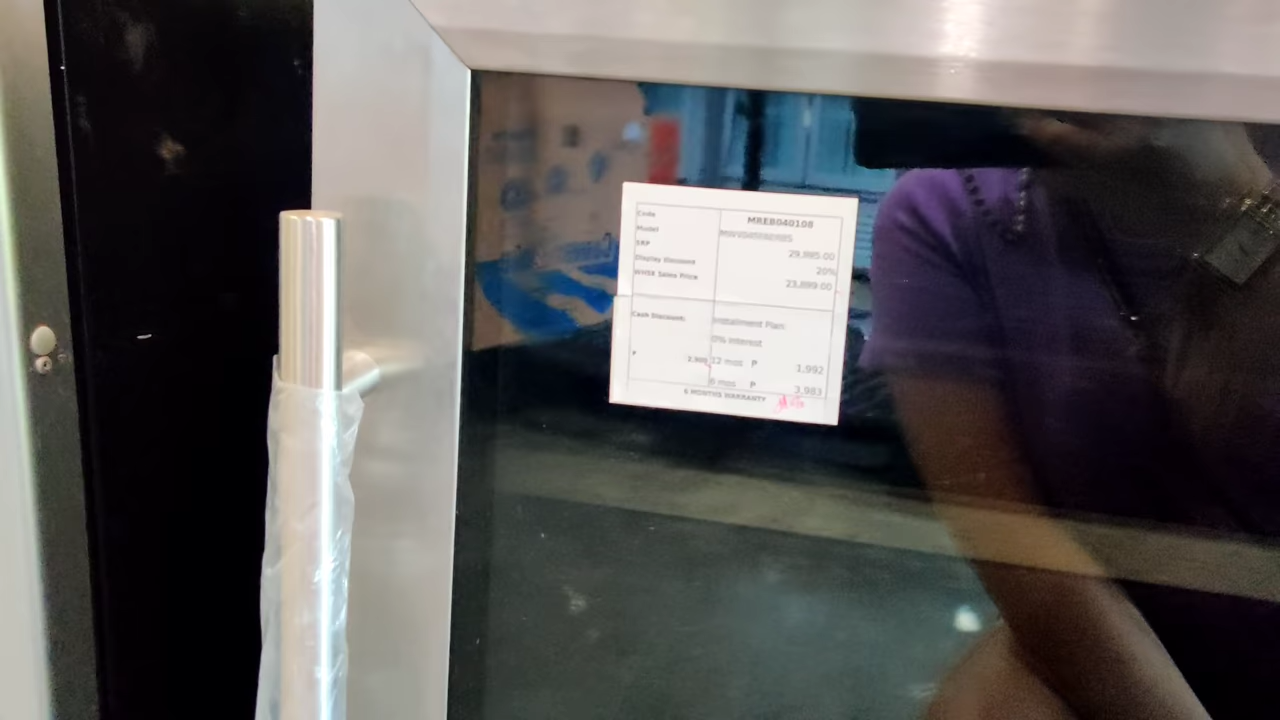 Code MREB040108
Model
SRP 29,885.00
Display Discount 20%
WHSE Sales Price 23,899.00
Cash Discount: Installment Plan:
0% Interest
P 12 mos P 1,992
6 mos P 3,983
6 MONTHS WARRANTY